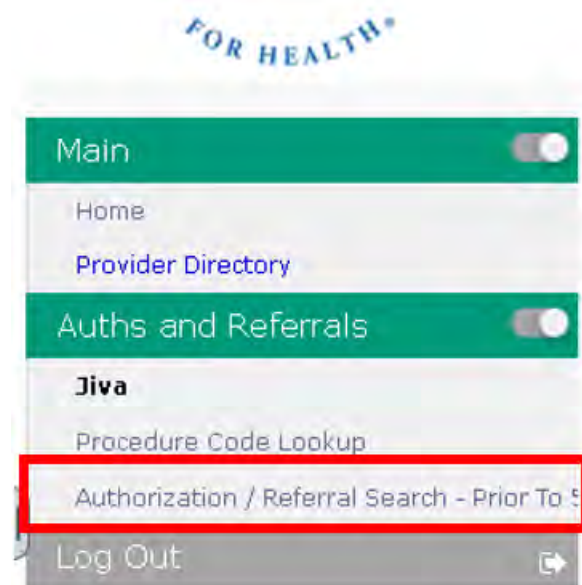 FOR HEALTH®
Main
Home
Provider Directory
Auths and Referrals
Jiva
Procedure Code Lookup
Authorization / Referral Search - Prior To
Log Out